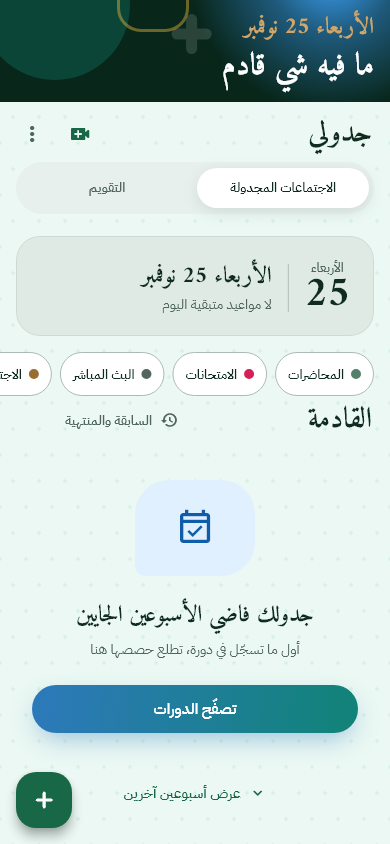 الأربعاء 25 نوفمبر
ما فيه شي قادم
جدولي
الاجتماعات المجدولة
التقويم
الأربعاء
25
الأربعاء 25 نوفمبر
لا مواعيد متبقية اليوم
المحاضرات
الامتحانات
البث المباشر
القادمة
السابقة والمنتهية
جدولك فاضي الأسبوعين الجايين
أول ما تسجّل في دورة، تطلع حصصها هنا
تصفّح الدورات
عرض أسبوعين آخرين